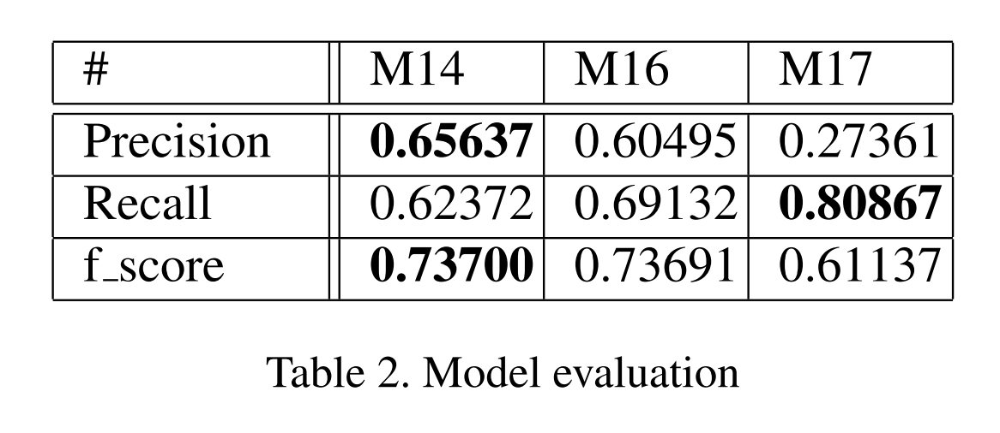 # M14 M16 M17
Precision 0.65637 0.60495 0.27361
Recall 0.62372 0.69132 0.80867
f_score 0.73700 0.73691 0.61137
Table 2. Model evaluation